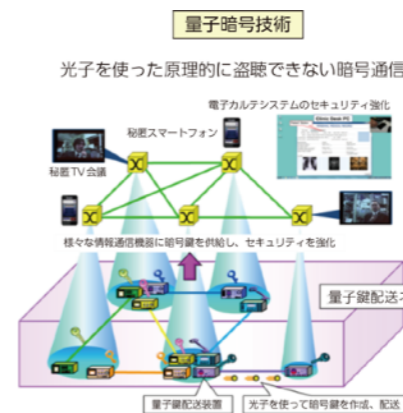 量子暗号技術
光子を使った原理的に盗聴できない暗号通信
電子カルテシステムのセキュリティ強化
秘匿スマートフォン
秘匿TV会議
様々な情報通信機器に暗号鍵を供給し、セキュリティを強化
量子鍵配送ネ
量子鍵配送装置
光子を使って暗号鍵を作成、配送